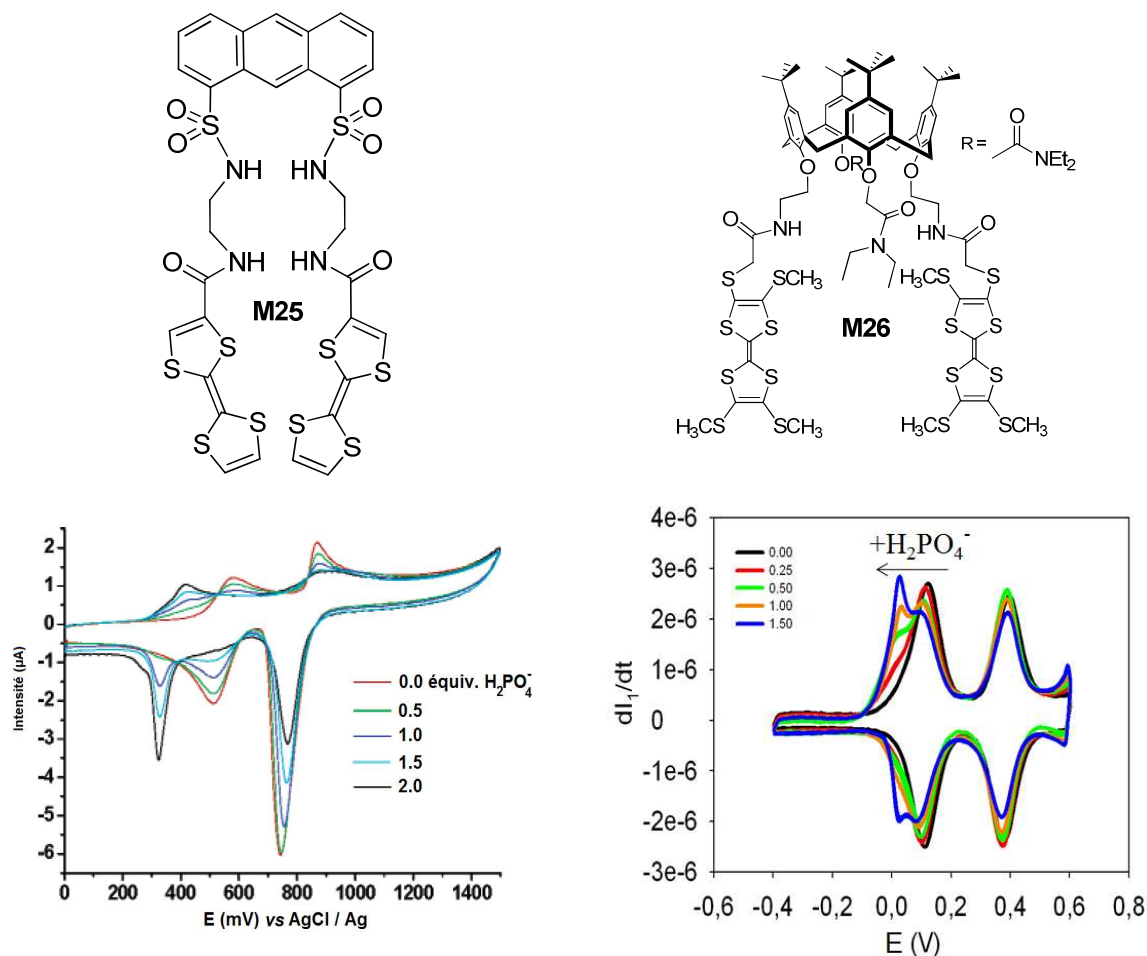 O
O
S
O
S
O
NH
HN
O
NH
HN
O
M25
S
S
S
S
S
S
S
S
R=
O
NEt2
O
OR
O
O
O
NH
O
N
HN
O
S
SCH3
H3CS
S
M26
S
S
S
S
S
S
S
S
H3CS
SCH3
H3CS
SCH3
Intensité (µA)
2
1
0
-1
-2
-3
-4
-5
-6
0.0 équiv. H2PO4-
0.5
1.0
1.5
2.0
0 200 400 600 800 1000 1200 1400
E (mV) vs AgCl / Ag
dI1/dt
4e-6
3e-6
2e-6
1e-6
0
-1e-6
-2e-6
-3e-6
0.00
0.25
0.50
1.00
1.50
+H2PO4-
-0,6 -0,4 -0,2 0,0 0,2 0,4 0,6 0,8
E (V)